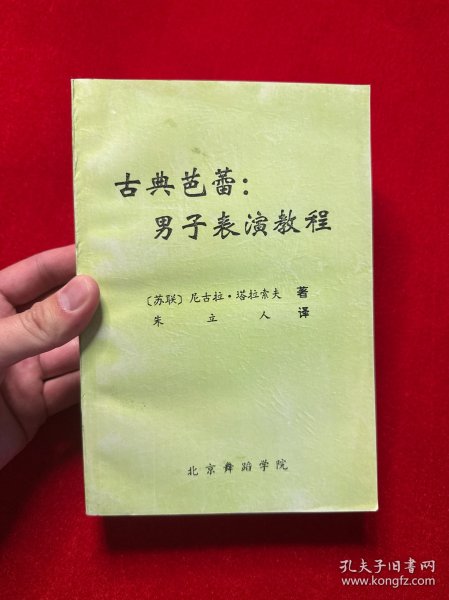 古典芭蕾：
男子表演教程
〔苏联〕尼古拉·塔拉索夫 著
朱立人 译
北京舞蹈学院
孔夫子旧书网
www.kongfz.com